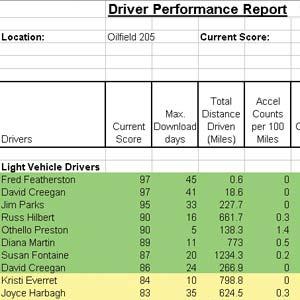 Driver Performance Report
Location: Oilfield 205 Current Score:
Drivers Current Score Max. Download days Total Distance Driven (Miles) Accel Counts per 100 Miles
Light Vehicle Drivers
Fred Featherston 97 45 0.6 0
David Creegan 97 41 18.6 0
Jim Parks 95 33 227.7 0
Russ Hilbert 90 16 661.7 0.3
Othello Preston 90 5 138.3 1.4
Diana Martin 89 11 773 0.5
Susan Fontaine 87 20 1234.3 0.2
David Creegan 86 24 266.9 0
Kristi Everret 84 10 798.8 0
Joyce Harbagh 83 35 624.5 0.3